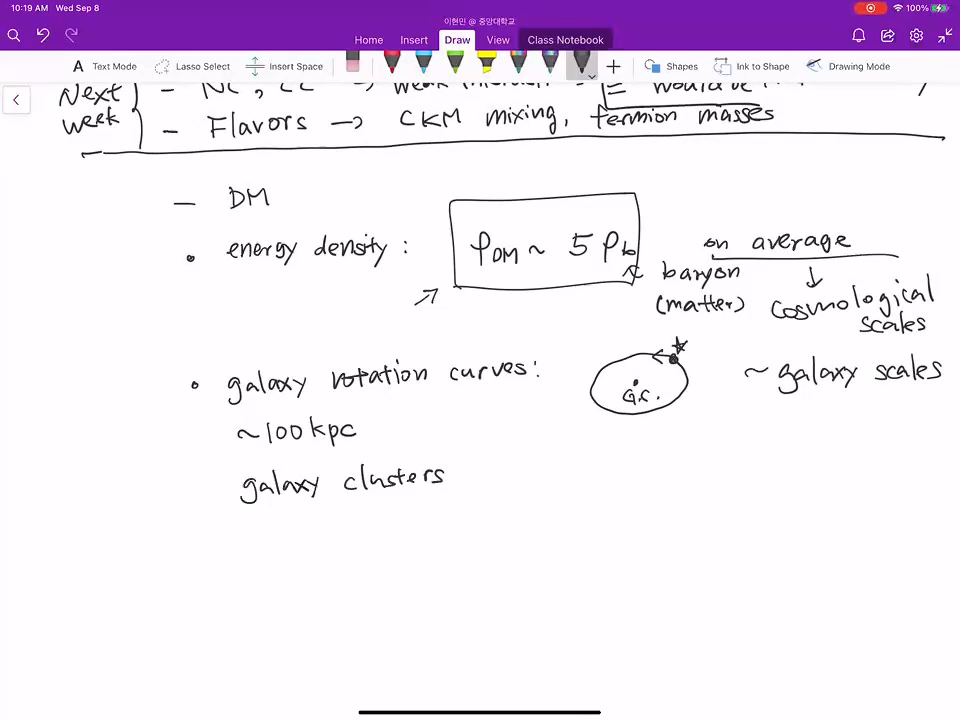 10:19 AM Wed Sep 8
100%
이현민 @ 중앙대학교
Home Insert Draw View Class Notebook
Text Mode Lasso Select Insert Space Shapes Ink to Shape Drawing Mode
Next
week
- Flavors → CKM mixing, fermion masses
- DM
• energy density : ρDM ~ 5 ρb
on average
baryon
(matter)
↓
cosmological
scales
• galaxy rotation curves: G.C. ~ galaxy scales
~100 kpc
galaxy clusters